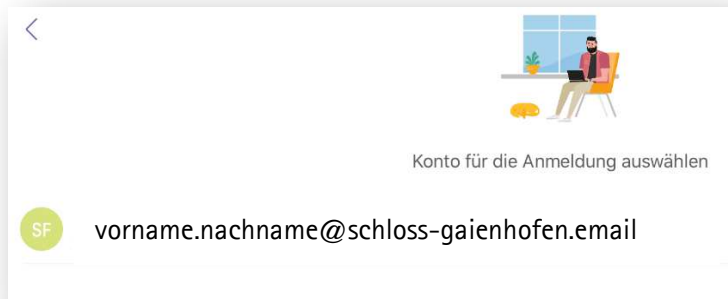 Konto für die Anmeldung auswählen
SF
vorname.nachname@schloss-gaienhofen.email